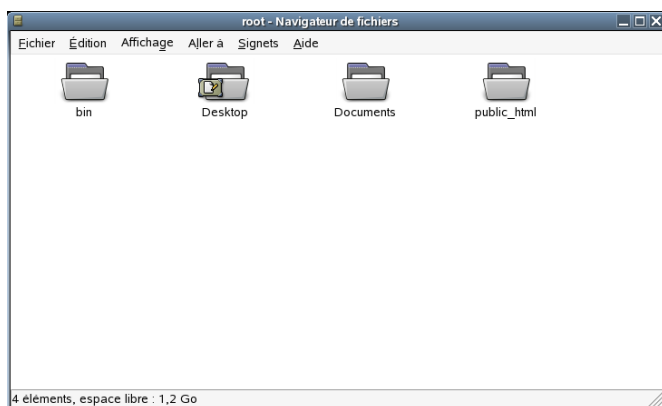 root - Navigateur de fichiers
Fichier Édition Affichage Aller à Signets Aide
bin Desktop Documents public_html
4 éléments, espace libre : 1,2 Go